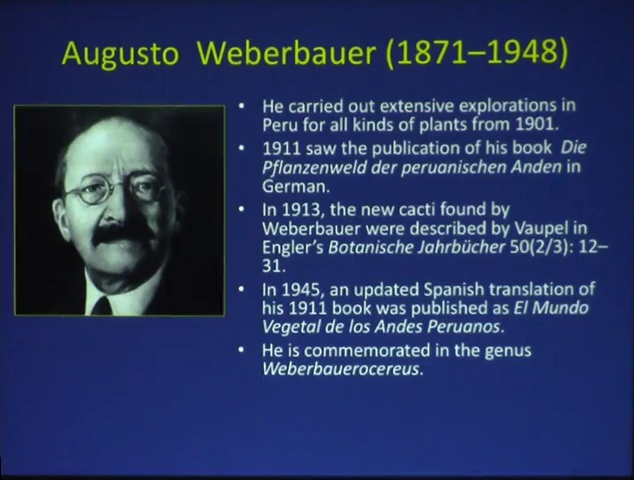 Augusto Weberbauer (1871–1948)
• He carried out extensive explorations in
Peru for all kinds of plants from 1901.
• 1911 saw the publication of his book Die
Pflanzenweld der peruanischen Anden in
German.
• In 1913, the new cacti found by
Weberbauer were described by Vaupel in
Engler's Botanische Jahrbücher 50(2/3): 12–
31.
• In 1945, an updated Spanish translation of
his 1911 book was published as El Mundo
Vegetal de los Andes Peruanos.
• He is commemorated in the genus
Weberbauerocereus.